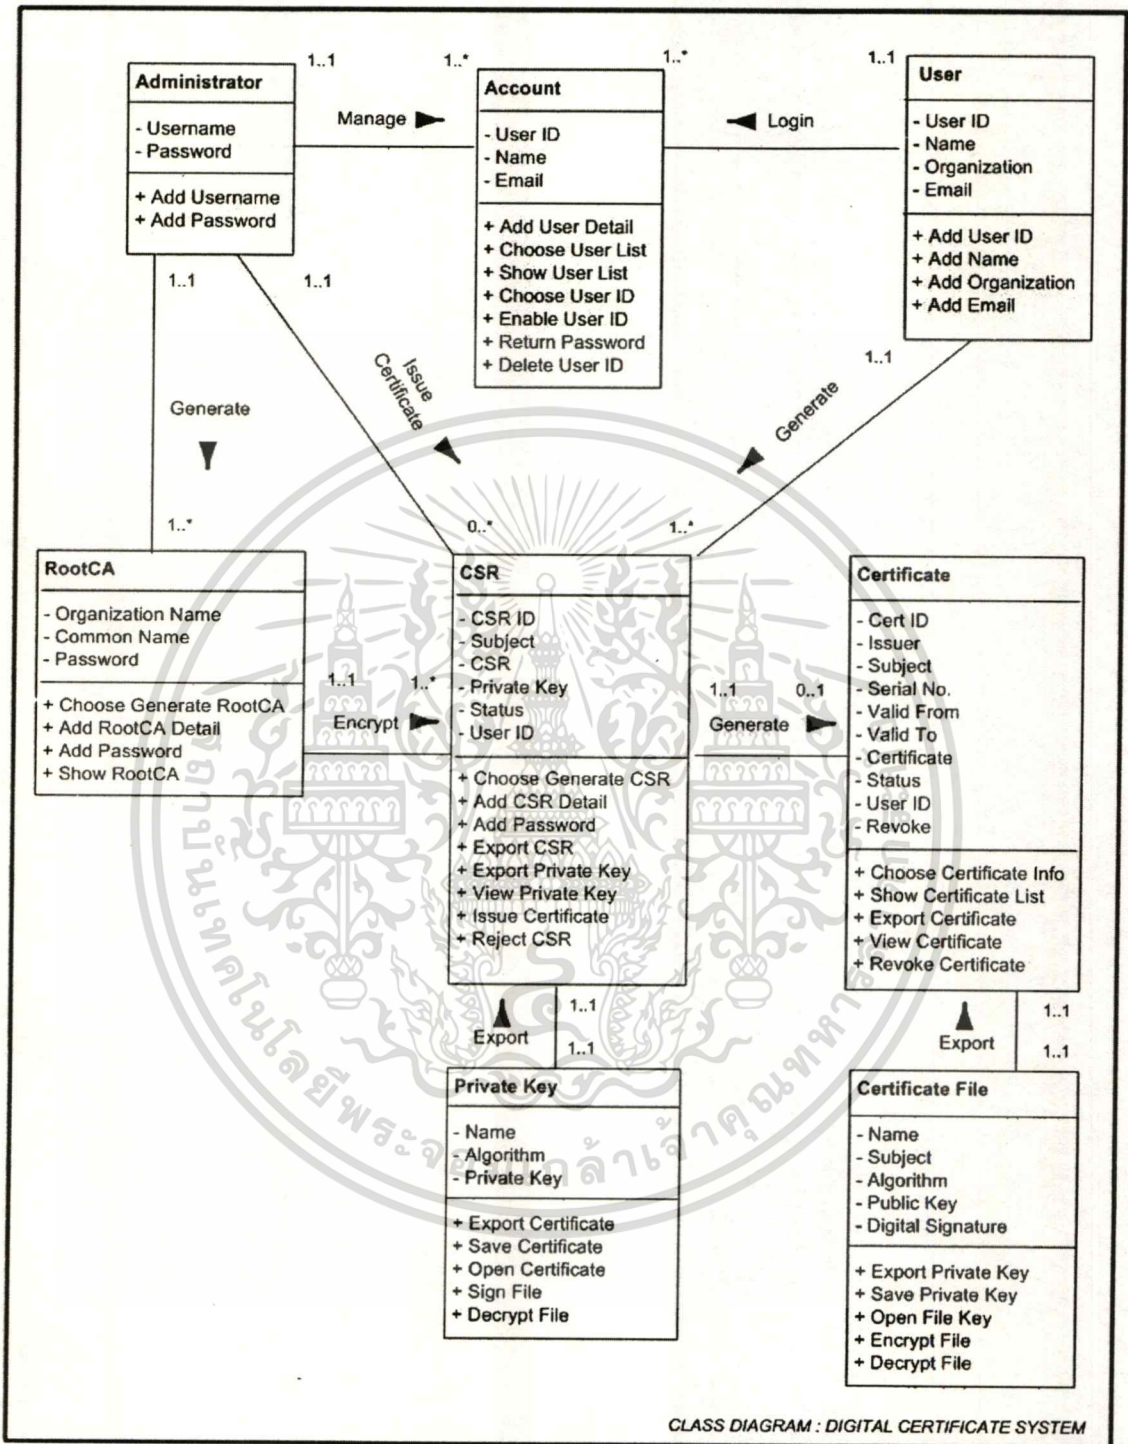 1..1 1..* 1..* 1..1
Administrator
- Username
- Password
+ Add Username
+ Add Password
Manage
Account
- User ID
- Name
- Email
+ Add User Detail
+ Choose User List
+ Show User List
+ Choose User ID
+ Enable User ID
+ Return Password
+ Delete User ID
Login
User
- User ID
- Name
- Organization
- Email
+ Add User ID
+ Add Name
+ Add Organization
+ Add Email
1..1 1..1 1..1
Generate
Issue
Certificate
Generate
1..* 0..* 1..*
RootCA
- Organization Name
- Common Name
- Password
+ Choose Generate RootCA
+ Add RootCA Detail
+ Add Password
+ Show RootCA
1..1 1..*
Encrypt
CSR
- CSR ID
- Subject
- CSR
- Private Key
- Status
- User ID
+ Choose Generate CSR
+ Add CSR Detail
+ Add Password
+ Export CSR
+ Export Private Key
+ View Private Key
+ Issue Certificate
+ Reject CSR
1..1 0..1
Generate
Certificate
- Cert ID
- Issuer
- Subject
- Serial No.
- Valid From
- Valid To
- Certificate
- Status
- User ID
- Revoke
+ Choose Certificate Info
+ Show Certificate List
+ Export Certificate
+ View Certificate
+ Revoke Certificate
1..1
Export
1..1
1..1
Export
1..1
Private Key
- Name
- Algorithm
- Private Key
+ Export Certificate
+ Save Certificate
+ Open Certificate
+ Sign File
+ Decrypt File
Certificate File
- Name
- Subject
- Algorithm
- Public Key
- Digital Signature
+ Export Private Key
+ Save Private Key
+ Open File Key
+ Encrypt File
+ Decrypt File
CLASS DIAGRAM : DIGITAL CERTIFICATE SYSTEM